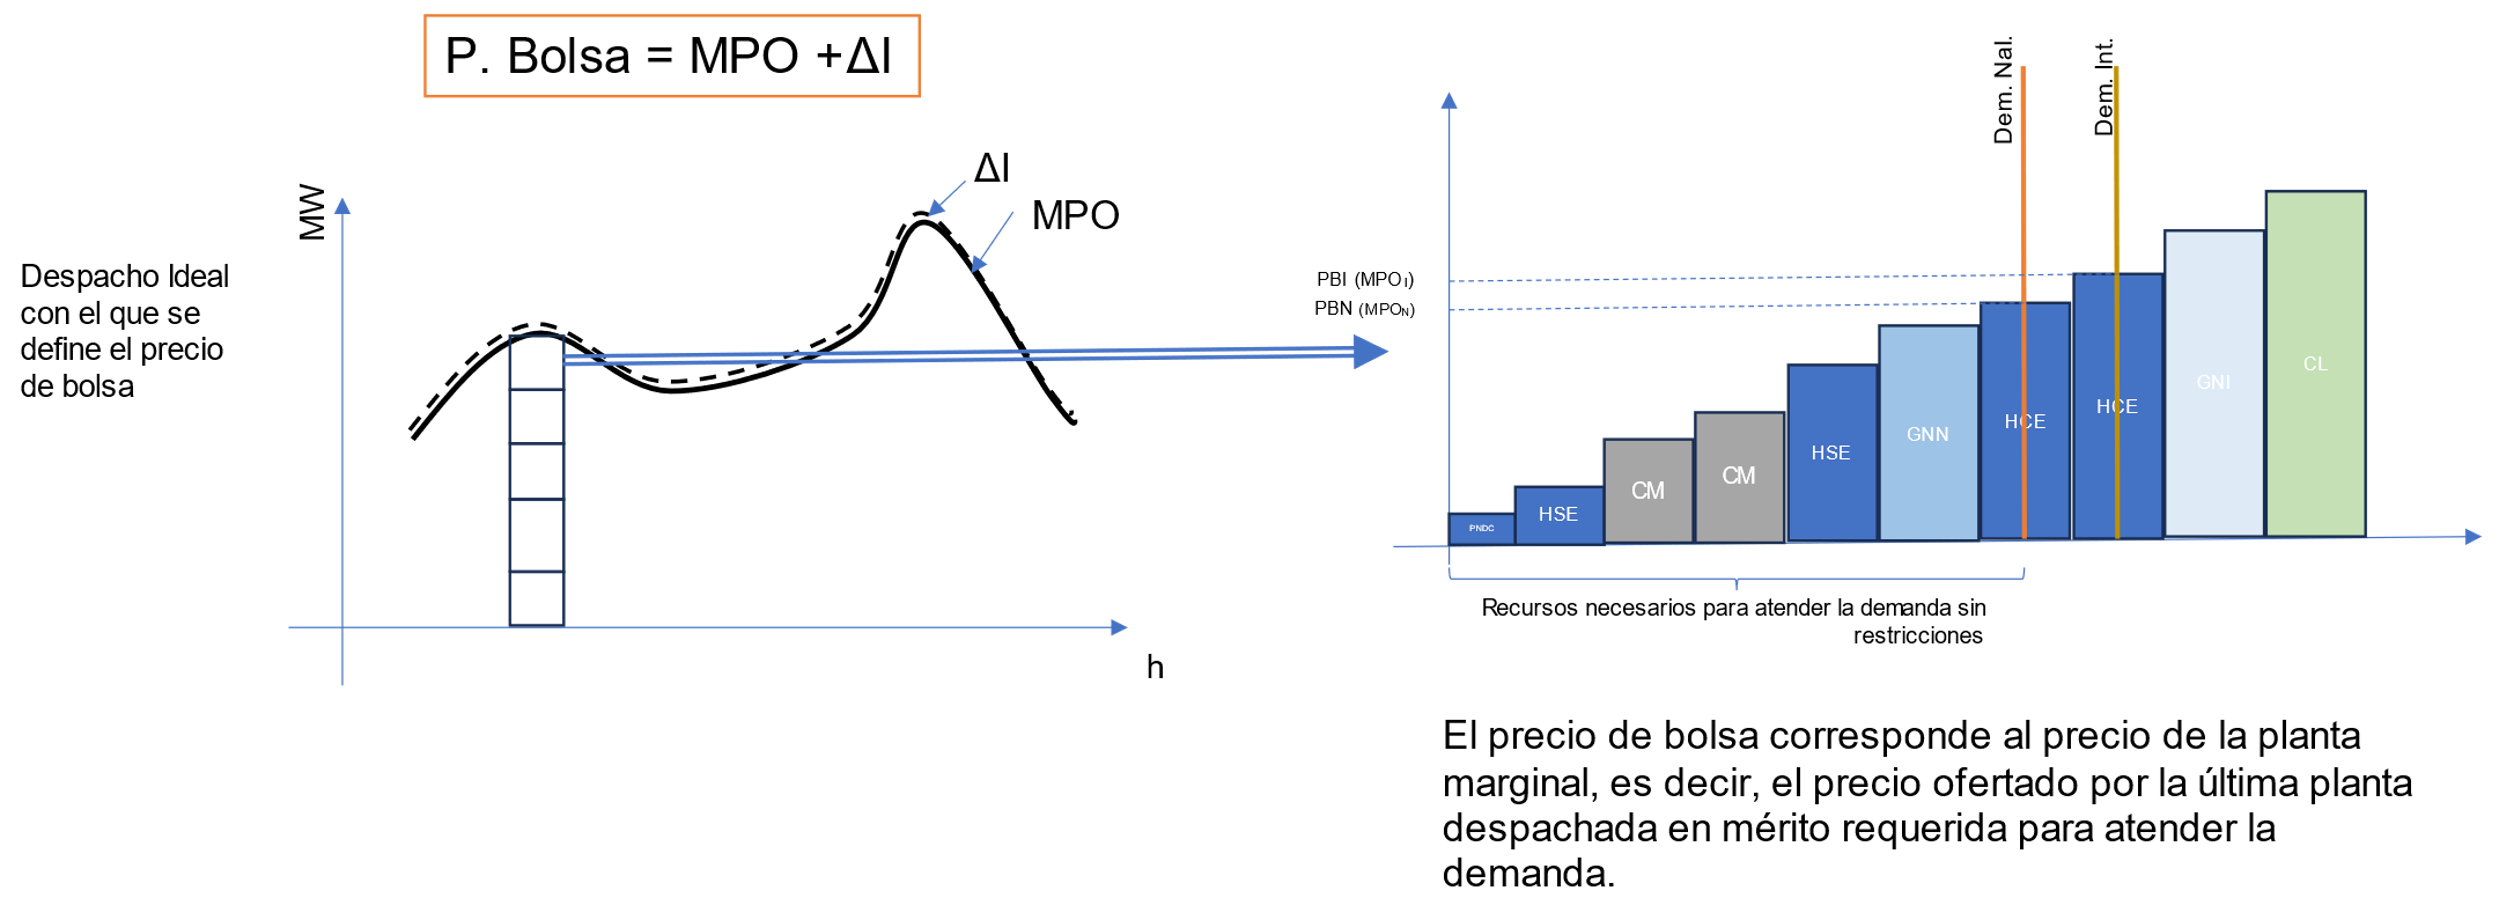 P. Bolsa = MPO +ΔI
MW
Despacho Ideal
con el que se
define el precio
de bolsa
ΔI
MPO
h
Dem. Nal.
Dem. Int.
PBI (MPO I)
PBN (MPON)
PNDC
HSE
CM
CM
HSE
GNN
HCE
HCE
GNI
CL
Recursos necesarios para atender la demanda sin
restricciones
El precio de bolsa corresponde al precio de la planta
marginal, es decir, el precio ofertado por la última planta
despachada en mérito requerida para atender la
demanda.